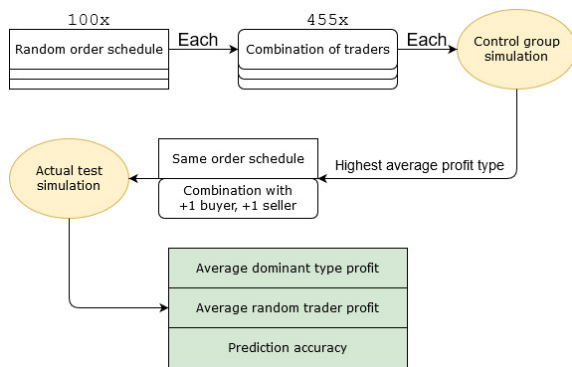 100x
455x
Random order schedule
Each
Combination of traders
Each
Control group
simulation
Actual test
simulation
Same order schedule
Combination with
+1 buyer, +1 seller
Highest average profit type
Average dominant type profit
Average random trader profit
Prediction accuracy